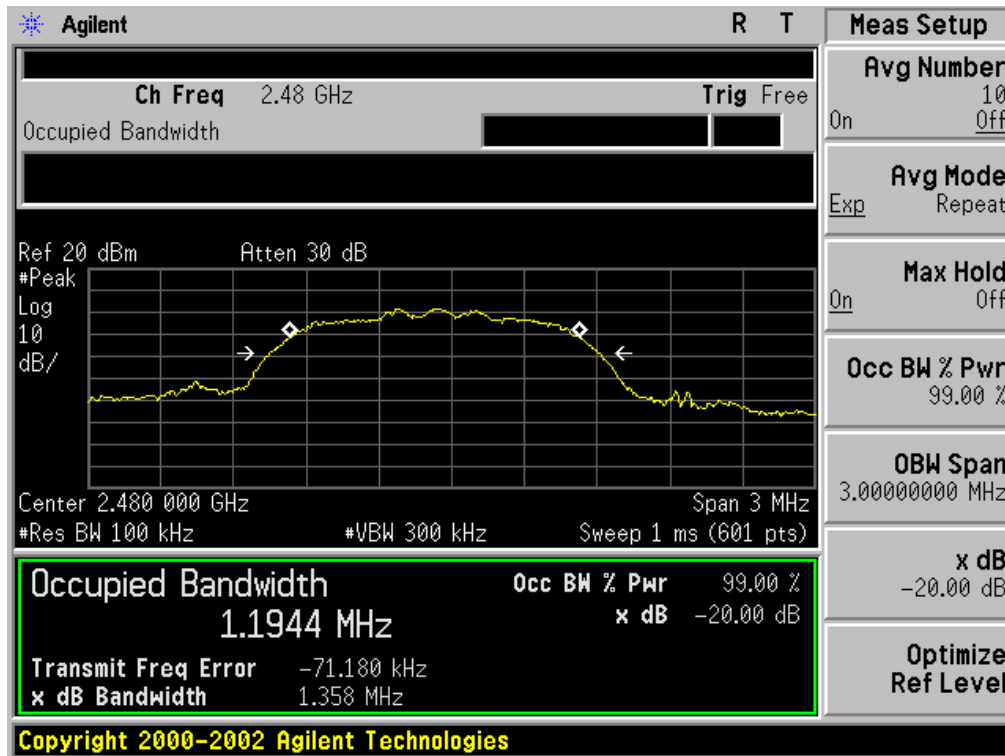 Agilent R T
Ch Freq 2.48 GHz Trig Free
Occupied Bandwidth
Ref 20 dBm Atten 30 dB
#Peak
Log
10
dB/
Center 2.480 000 GHz Span 3 MHz
#Res BW 100 kHz #VBW 300 kHz Sweep 1 ms (601 pts)
Occupied Bandwidth Occ BW % Pwr 99.00 %
1.1944 MHz x dB -20.00 dB
Transmit Freq Error -71.180 kHz
x dB Bandwidth 1.358 MHz
Copyright 2000-2002 Agilent Technologies
Meas Setup
Avg Number
10
On Off
Avg Mode
Exp Repeat
Max Hold
On Off
Occ BW % Pwr
99.00 %
OBW Span
3.00000000 MHz
x dB
-20.00 dB
Optimize
Ref Level